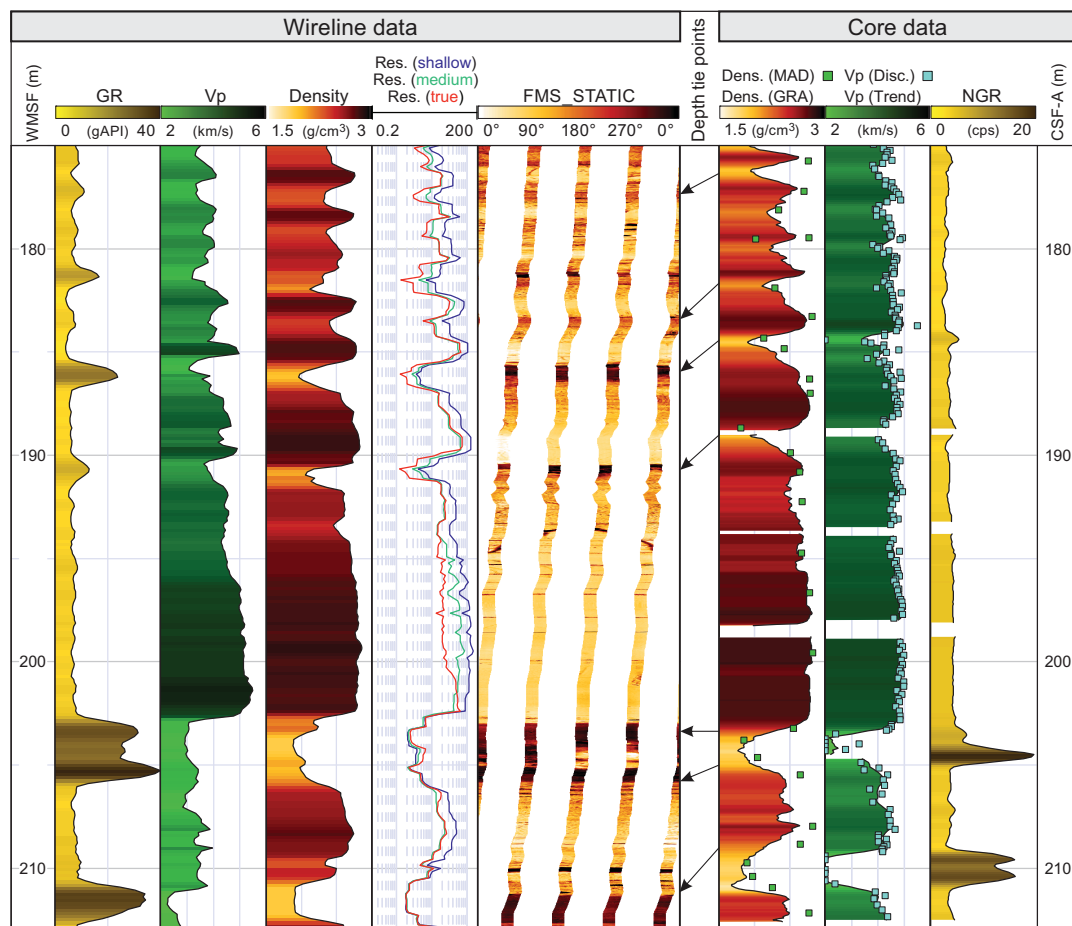 Wireline data
Core data
WMSF (m)
GR
0 (gAPI) 40
Vp
2 (km/s) 6
Density
1.5 (g/cm³) 3
Res. (shallow)
Res. (medium)
Res. (true)
0.2 200
FMS_STATIC
0° 90° 180° 270° 0°
Depth tie points
Dens. (MAD)
Dens. (GRA)
1.5 (g/cm³) 3
Vp (Disc.)
Vp (Trend)
2 (km/s) 6
NGR
0 (cps) 20
CSF-A (m)
180
180
190
190
200
200
210
210